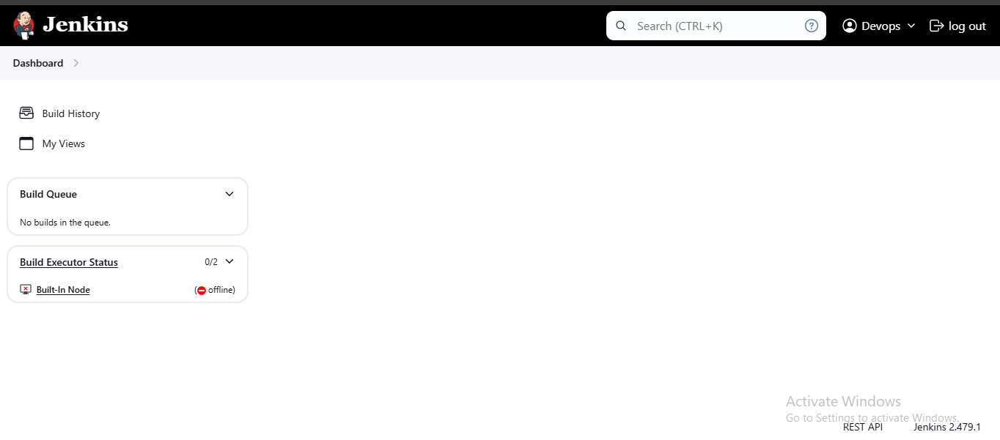 Jenkins
Search (CTRL+K)
?
Devops
log out
Dashboard
Build History
My Views
Build Queue
No builds in the queue.
Build Executor Status 0/2
Built-In Node (offline)
Activate Windows
Go to Settings to activate Windows.
REST API Jenkins 2.479.1